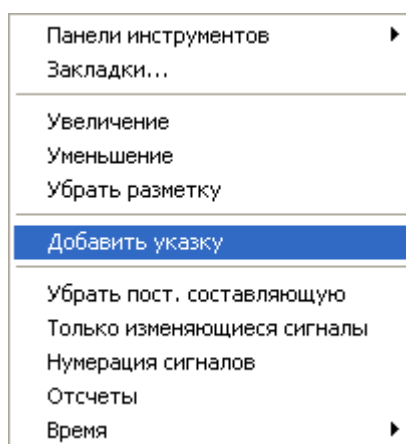 Панели инструментов
Закладки...
Увеличение
Уменьшение
Убрать разметку
Добавить указку
Убрать пост. составляющую
Только изменяющиеся сигналы
Нумерация сигналов
Отсчеты
Время